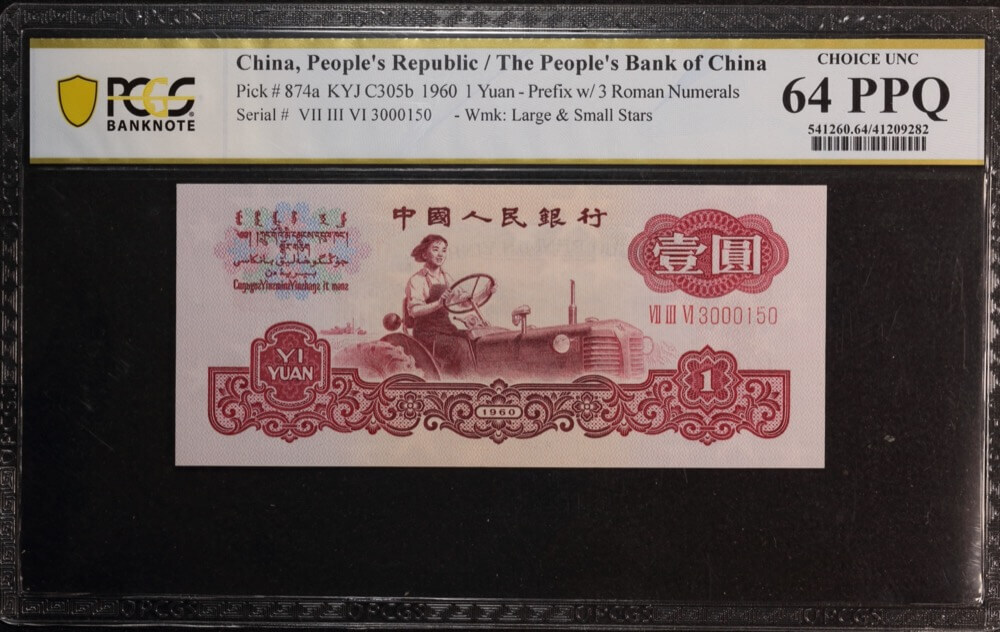 PCGS
BANKNOTE
China, People's Republic / The People's Bank of China
Pick # 874a KYJ C305b 1960 1 Yuan - Prefix w/ 3 Roman Numerals
Serial # VII III VI 3000150 - Wmk: Large & Small Stars
CHOICE UNC
64 PPQ
541260.64/41209282
中國人民銀行
壹圓
VII III VI 3000150
YI
YUAN
1
1960